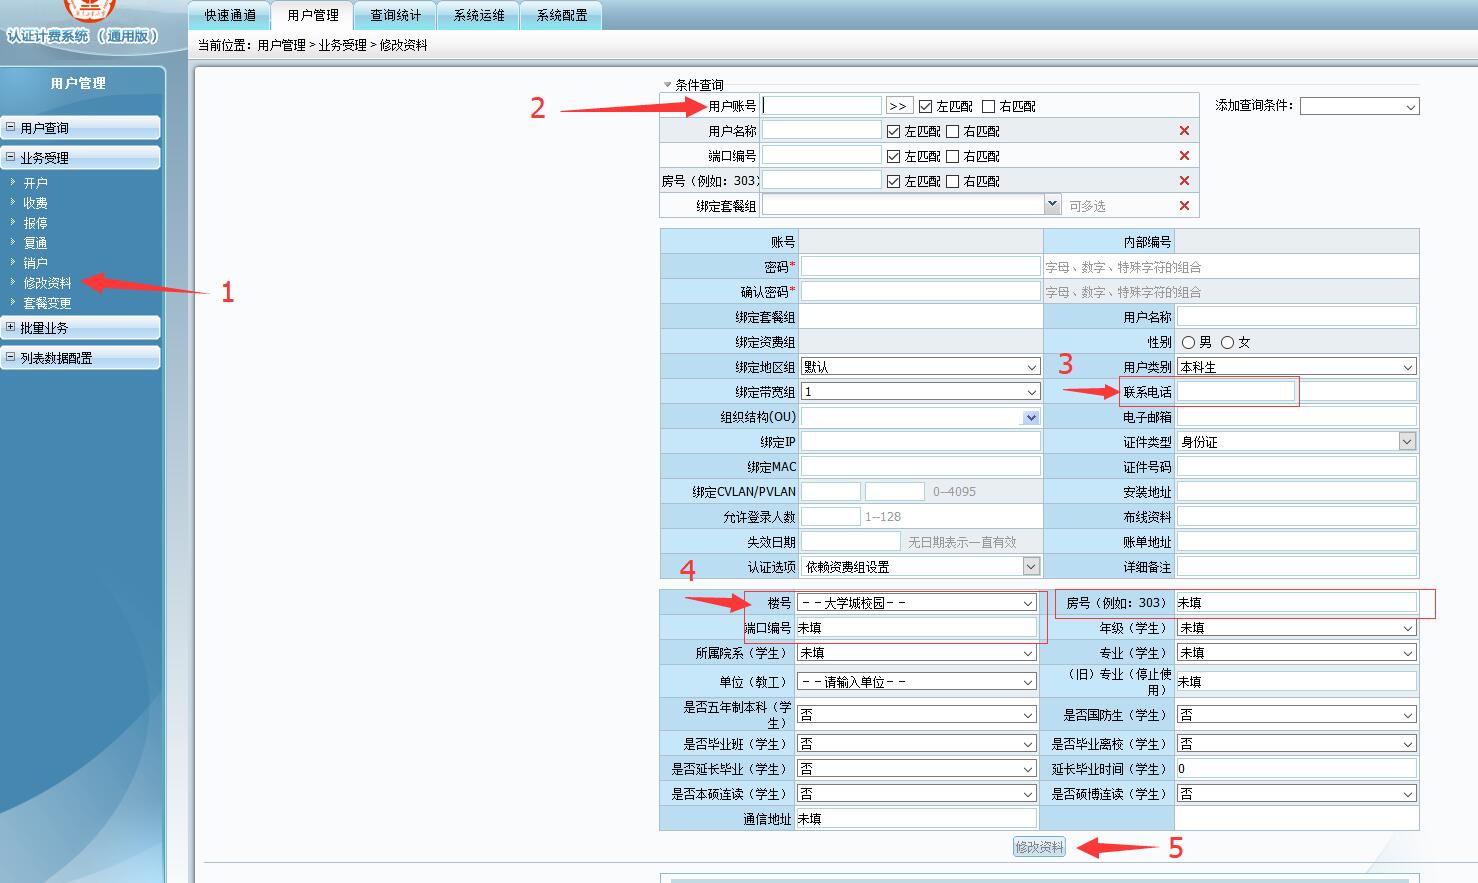 快速通道 用户管理 查询统计 系统运维 系统配置
认证计费系统 （通用版）
当前位置：用户管理 > 业务受理 > 修改资料
用户管理
用户查询
业务受理
开户
收费
报停
复通
销户
修改资料
1
套餐变更
批量业务
列表数据配置
条件查询
2
用户账号 >> 左匹配 右匹配 添加查询条件：
用户名称 左匹配 右匹配
端口编号 左匹配 右匹配
房号（例如：303） 左匹配 右匹配
绑定套餐组 可多选
账号 内部编号
密码* 字母、数字、特殊字符的组合
确认密码* 字母、数字、特殊字符的组合
绑定套餐组 用户名称
绑定资费组 性别 男 女
3
绑定地区组 默认 用户类别 本科生
绑定带宽组 1 联系电话
组织结构(OU) 电子邮箱
绑定IP 证件类型 身份证
绑定MAC 证件号码
绑定CVLAN/PVLAN 0--4095 安装地址
允许登录人数 1--128 布线资料
失效日期 无日期表示一直有效 账单地址
认证选项 依赖资费组设置 详细备注
4
楼号 --大学城校园-- 房号（例如：303） 未填
端口编号 未填 年级（学生） 未填
所属院系（学生） 未填 专业（学生） 未填
单位（教工） --请输入单位-- （旧）专业（停止使用） 未填
是否五年制本科（学生） 否 是否国防生（学生） 否
是否毕业班（学生） 否 是否毕业离校（学生） 否
是否延长毕业（学生） 否 延长毕业时间（学生） 0
是否本硕连读（学生） 否 是否硕博连读（学生） 否
通信地址 未填
修改资料
5